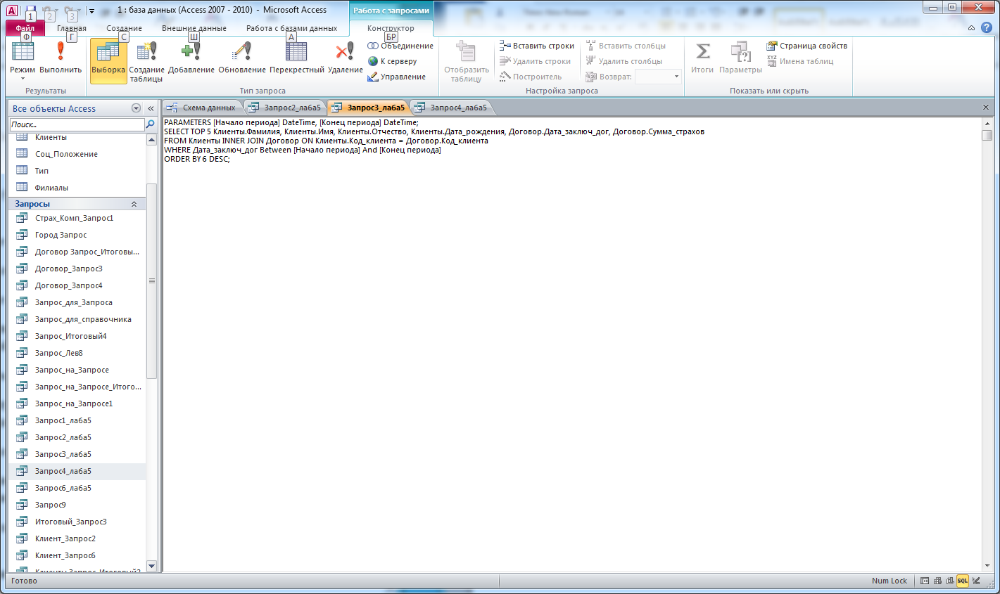 1 : база данных (Access 2007 - 2010) - Microsoft Access
Работа с запросами
1
2
3
Файл
Главная
Создание
Внешние данные
Работа с базами данных
Конструктор
Ф
Г
С
Ш
А
БР
Режим
Выполнить
Выборка
Создание таблицы
Добавление
Обновление
Перекрестный
Удаление
Объединение
К серверу
Управление
Отобразить таблицу
Вставить строки
Удалить строки
Построитель
Вставить столбцы
Удалить столбцы
Возврат:
Итоги
Параметры
Страница свойств
Имена таблиц
Результаты
Тип запроса
Настройка запроса
Показать или скрыть
Все объекты Access
Поиск...
Клиенты
Соц_Положение
Тип
Филиалы
Запросы
Страх_Комп_Запрос1
Город Запрос
Договор Запрос_Итоговы...
Договор_Запрос3
Договор_Запрос4
Запрос_для_Запроса
Запрос_для_справочника
Запрос_Итоговый4
Запрос_Лев8
Запрос_на_Запросе
Запрос_на_Запросе_Итого...
Запрос_на_Запросе1
Запрос1_лаба5
Запрос2_лаба5
Запрос3_лаба5
Запрос4_лаба5
Запрос6_лаба5
Запрос9
Итоговый_Запрос3
Клиент_Запрос2
Клиент_Запрос6
Схема данных
Запрос2_лаба5
Запрос3_лаба5
Запрос4_лаба5
PARAMETERS [Начало периода] DateTime, [Конец периода] DateTime;
SELECT TOP 5 Клиенты.Фамилия, Клиенты.Имя, Клиенты.Отчество, Клиенты.Дата_рождения, Договор.Дата_заключ_дог, Договор.Сумма_страхов
FROM Клиенты INNER JOIN Договор ON Клиенты.Код_клиента = Договор.Код_клиента
WHERE Дата_заключ_дог Between [Начало периода] And [Конец периода]
ORDER BY 6 DESC;
Готово
Num Lock
SQL